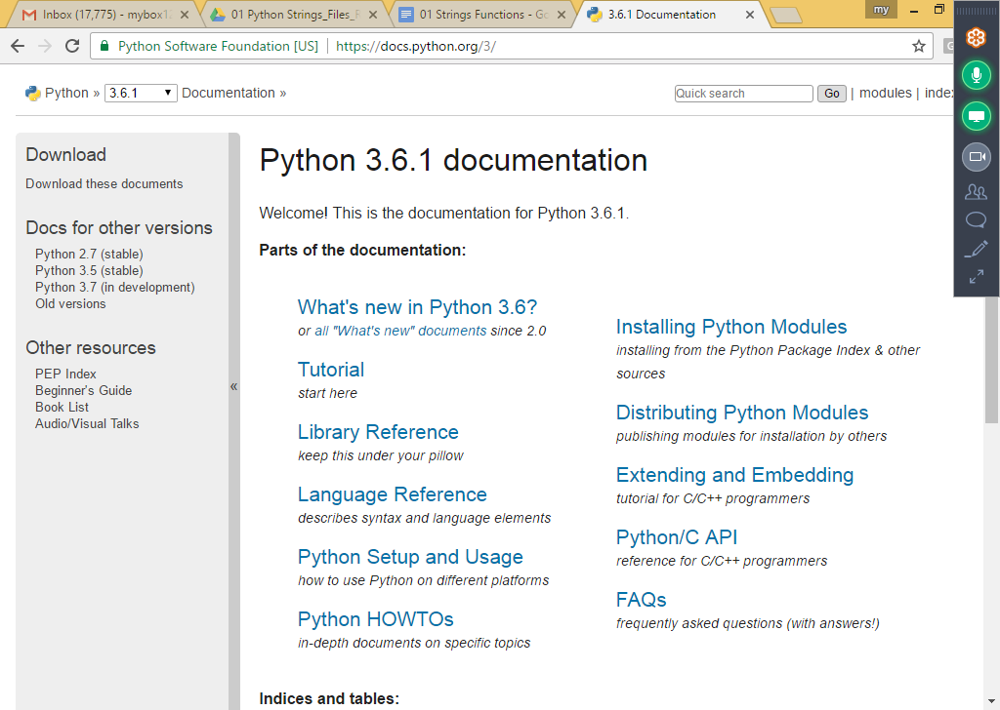 Inbox (17,775) - mybox1
01 Python Strings_Files_F
01 Strings Functions - Go
3.6.1 Documentation
my
Python Software Foundation [US]
https://docs.python.org/3/
Python » 3.6.1 Documentation »
Quick search
Go | modules | index
Download
Download these documents
Docs for other versions
Python 2.7 (stable)
Python 3.5 (stable)
Python 3.7 (in development)
Old versions
Other resources
PEP Index
Beginner's Guide
Book List
Audio/Visual Talks
«
Python 3.6.1 documentation
Welcome! This is the documentation for Python 3.6.1.
Parts of the documentation:
What's new in Python 3.6?
or all "What's new" documents since 2.0
Tutorial
start here
Library Reference
keep this under your pillow
Language Reference
describes syntax and language elements
Python Setup and Usage
how to use Python on different platforms
Python HOWTOs
in-depth documents on specific topics
Installing Python Modules
installing from the Python Package Index & other
sources
Distributing Python Modules
publishing modules for installation by others
Extending and Embedding
tutorial for C/C++ programmers
Python/C API
reference for C/C++ programmers
FAQs
frequently asked questions (with answers!)
Indices and tables: